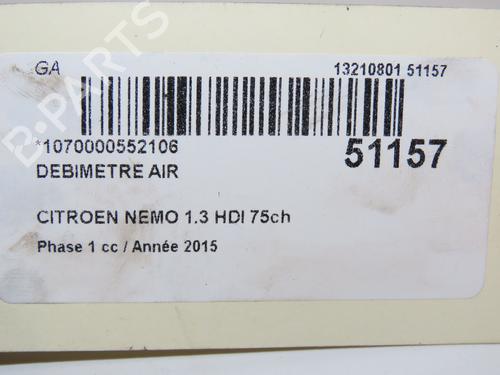 GA
13210801 51157
*1070000552106
51157
DEBIMETRE AIR
CITROEN NEMO 1.3 HDI 75ch
Phase 1 cc / Année 2015
B-PARTS